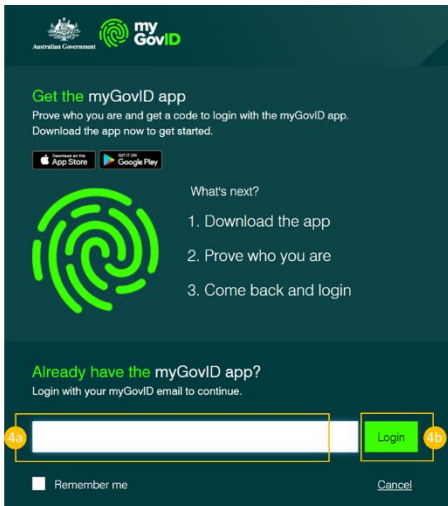 Australian Government
my
GovID
Get the myGovID app
Prove who you are and get a code to login with the myGovID app.
Download the app now to get started.
Download on the
App Store
GET IT ON
Google Play
What's next?
1. Download the app
2. Prove who you are
3. Come back and login
Already have the myGovID app?
Login with your myGovID email to continue.
4a
Login
4b
Remember me
Cancel